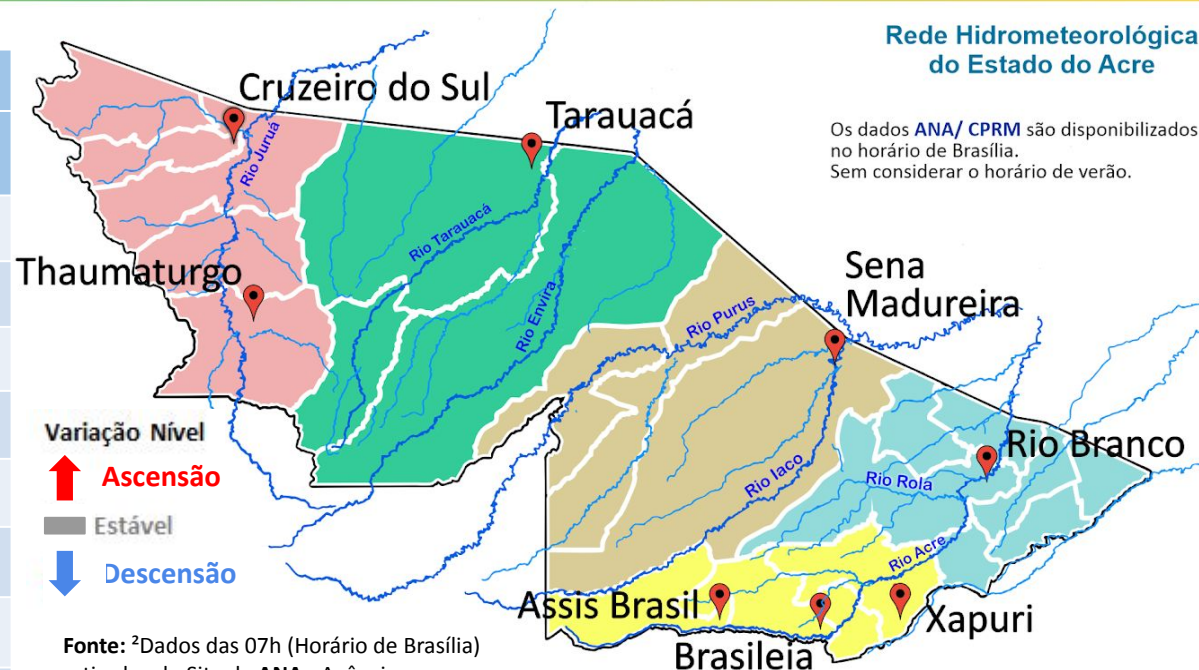 Rede Hidrometeorológica
do Estado do Acre
Os dados ANA/ CPRM são disponibilizados
no horário de Brasília.
Sem considerar o horário de verão.
Cruzeiro do Sul
Tarauacá
Rio Juruá
Rio Tarauacá
Thaumaturgo
Rio Envira
Sena
Madureira
Rio Purus
Variação Nível
Ascensão
Estável
Descensão
Rio Branco
Rio Iaco
Rio Rola
Rio Acre
Assis Brasil
Xapuri
Brasileia
Fonte: ²Dados das 07h (Horário de Brasília)